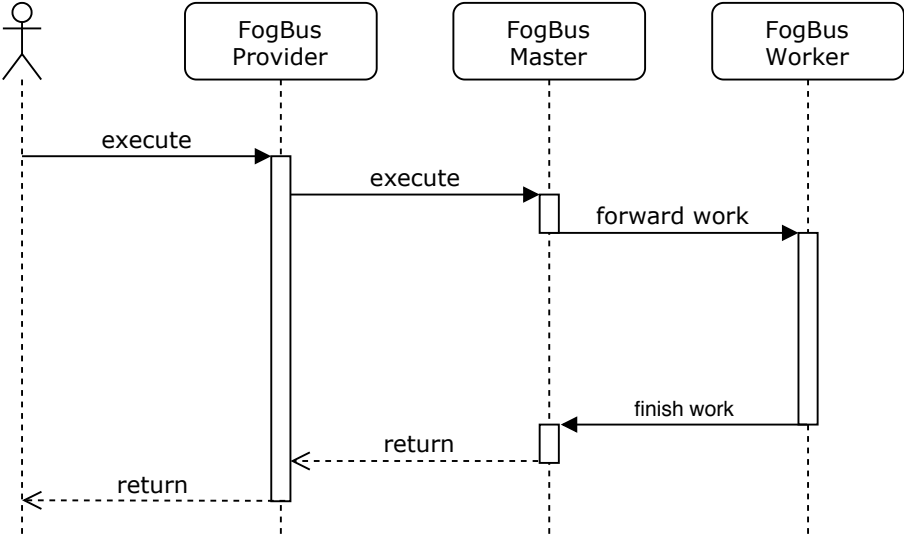 FogBus
Provider
FogBus
Master
FogBus
Worker
execute
execute
forward work
finish work
return
return